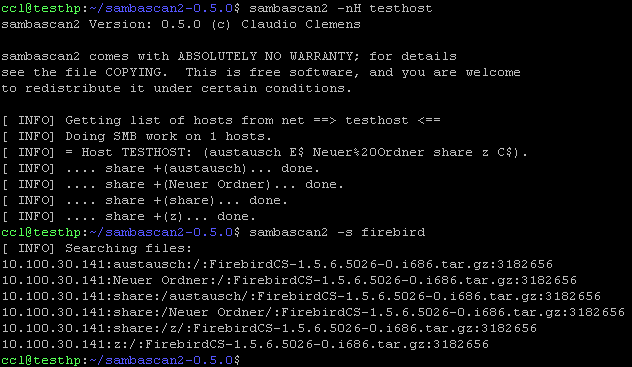 ccl@testhp:~/sambascan2-0.5.0$ sambascan2 -nH testhost
sambascan2 Version: 0.5.0 (c) Claudio Clemens
sambascan2 comes with ABSOLUTELY NO WARRANTY; for details
see the file COPYING.  This is free software, and you are welcome
to redistribute it under certain conditions.
[ INFO] Getting list of hosts from net ==> testhost <==
[ INFO] Doing SMB work on 1 hosts.
[ INFO] = Host TESTHOST: (austausch E$ Neuer%20Ordner share z C$).
[ INFO] .... share +(austausch)... done.
[ INFO] .... share +(Neuer Ordner)... done.
[ INFO] .... share +(share)... done.
[ INFO] .... share +(z)... done.
ccl@testhp:~/sambascan2-0.5.0$ sambascan2 -s firebird
[ INFO] Searching files:
10.100.30.141:austausch:/:FirebirdCS-1.5.6.5026-0.i686.tar.gz:3182656
10.100.30.141:Neuer Ordner:/:FirebirdCS-1.5.6.5026-0.i686.tar.gz:3182656
10.100.30.141:share:/austausch/:FirebirdCS-1.5.6.5026-0.i686.tar.gz:3182656
10.100.30.141:share:/Neuer Ordner/:FirebirdCS-1.5.6.5026-0.i686.tar.gz:3182656
10.100.30.141:share:/z/:FirebirdCS-1.5.6.5026-0.i686.tar.gz:3182656
10.100.30.141:z:/:FirebirdCS-1.5.6.5026-0.i686.tar.gz:3182656
ccl@testhp:~/sambascan2-0.5.0$